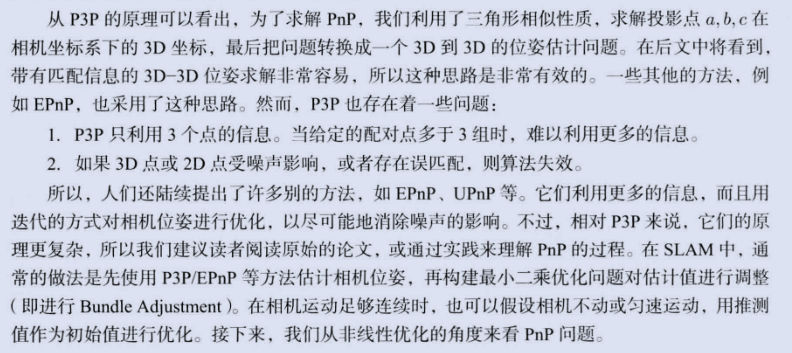 从 P3P 的原理可以看出，为了求解 PnP，我们利用了三角形相似性质，求解投影点 a, b, c 在
相机坐标系下的 3D 坐标，最后把问题转换成一个 3D 到 3D 的位姿估计问题。在后文中将看到，
带有匹配信息的 3D–3D 位姿求解非常容易，所以这种思路是非常有效的。一些其他的方法，例
如 EPnP，也采用了这种思路。然而，P3P 也存在着一些问题：
1. P3P 只利用 3 个点的信息。当给定的配对点多于 3 组时，难以利用更多的信息。
2. 如果 3D 点或 2D 点受噪声影响，或者存在误匹配，则算法失效。
所以，人们还陆续提出了许多别的方法，如 EPnP、UPnP 等。它们利用更多的信息，而且用
迭代的方式对相机位姿进行优化，以尽可能地消除噪声的影响。不过，相对 P3P 来说，它们的原
理更复杂，所以我们建议读者阅读原始的论文，或通过实践来理解 PnP 的过程。在 SLAM 中，通
常的做法是先使用 P3P/EPnP 等方法估计相机位姿，再构建最小二乘优化问题对估计值进行调整
（即进行 Bundle Adjustment）。在相机运动足够连续时，也可以假设相机不动或匀速运动，用推测
值作为初始值进行优化。接下来，我们从非线性优化的角度来看 PnP 问题。